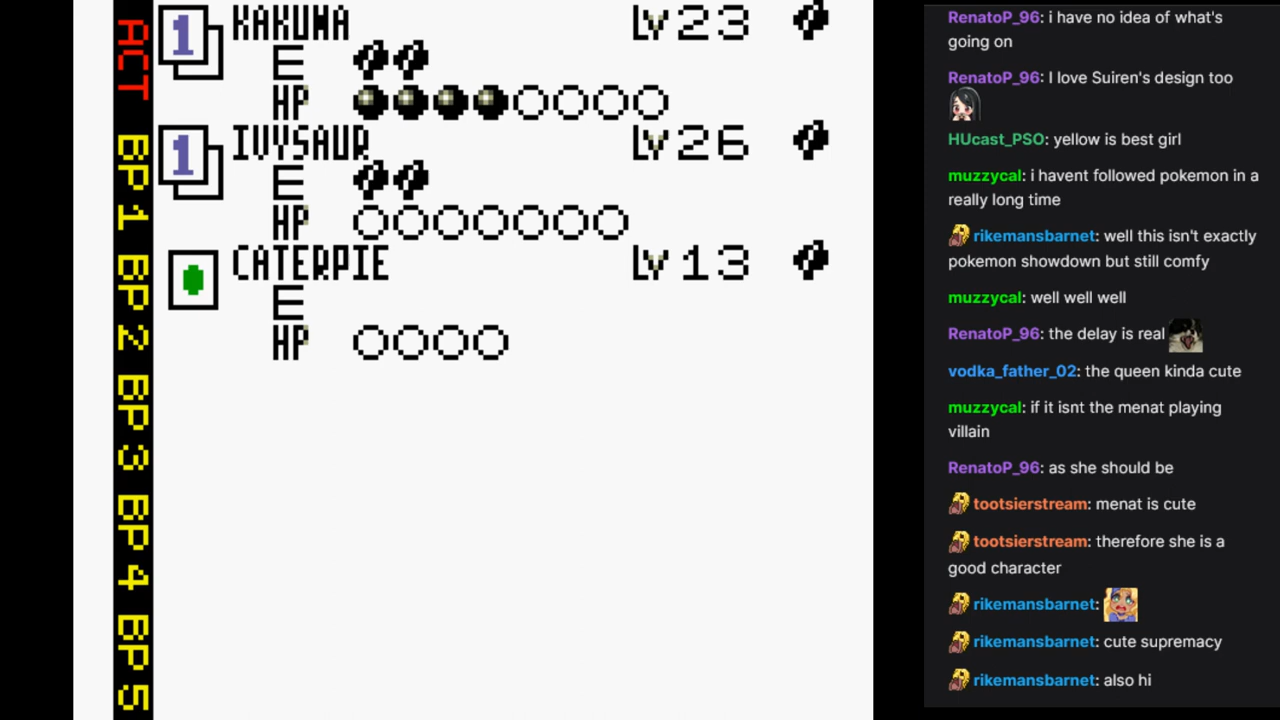 ACT
1 KAKUNA Lv23
E
HP
BP1
1 IVYSAUR Lv26
E
HP
BP2
CATERPIE Lv13
E
HP
BP3
BP4
BP5
RenatoP_96: i have no idea of what's
going on
RenatoP_96: I love Suiren's design too
HUcast_PSO: yellow is best girl
muzzycal: i havent followed pokemon in a
really long time
rikemansbarnet: well this isn't exactly
pokemon showdown but still comfy
muzzycal: well well well
RenatoP_96: the delay is real
vodka_father_02: the queen kinda cute
muzzycal: if it isnt the menat playing
villain
RenatoP_96: as she should be
tootsierstream: menat is cute
tootsierstream: therefore she is a
good character
rikemansbarnet:
rikemansbarnet: cute supremacy
rikemansbarnet: also hi